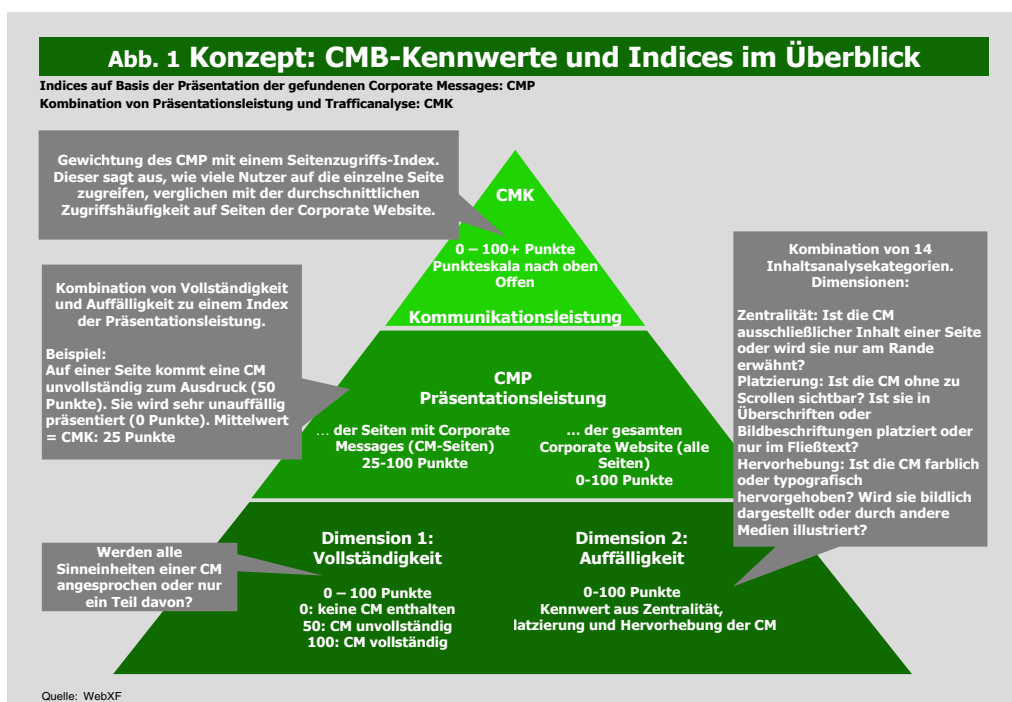 Abb. 1 Konzept: CMB-Kennwerte und Indices im Überblick
Indices auf Basis der Präsentation der gefundenen Corporate Messages: CMP
Kombination von Präsentationsleistung und Trafficanalyse: CMK
Gewichtung des CMP mit einem Seitenzugriffs-Index.
Dieser sagt aus, wie viele Nutzer auf die einzelne Seite
zugreifen, verglichen mit der durchschnittlichen
Zugriffshäufigkeit auf Seiten der Corporate Website.
CMK
0 – 100+ Punkte
Punkteskala nach oben
Offen
Kommunikationsleistung
Kombination von Vollständigkeit
und Auffälligkeit zu einem Index
der Präsentationsleistung.
Beispiel:
Auf einer Seite kommt eine CM
unvollständig zum Ausdruck (50
Punkte). Sie wird sehr unauffällig
präsentiert (0 Punkte). Mittelwert
= CMK: 25 Punkte
CMP
Präsentationsleistung
... der Seiten mit Corporate
Messages (CM-Seiten)
25-100 Punkte
... der gesamten
Corporate Website (alle
Seiten)
0-100 Punkte
Kombination von 14
Inhaltsanalysekategorien.
Dimensionen:
Zentralität: Ist die CM
ausschließlicher Inhalt einer Seite
oder wird sie nur am Rande
erwähnt?
Platzierung: Ist die CM ohne zu
Scrollen sichtbar? Ist sie in
Überschriften oder
Bildbeschriftungen platziert oder
nur im Fließtext?
Hervorhebung: Ist die CM farblich
oder typografisch
hervorgehoben? Wird sie bildlich
dargestellt oder durch andere
Medien illustriert?
Werden alle
Sinneinheiten einer CM
angesprochen oder nur
ein Teil davon?
Dimension 1:
Vollständigkeit
0 – 100 Punkte
0: keine CM enthalten
50: CM unvollständig
100: CM vollständig
Dimension 2:
Auffälligkeit
0-100 Punkte
Kennwert aus Zentralität,
latzierung und Hervorhebung der CM
Quelle: WebXF